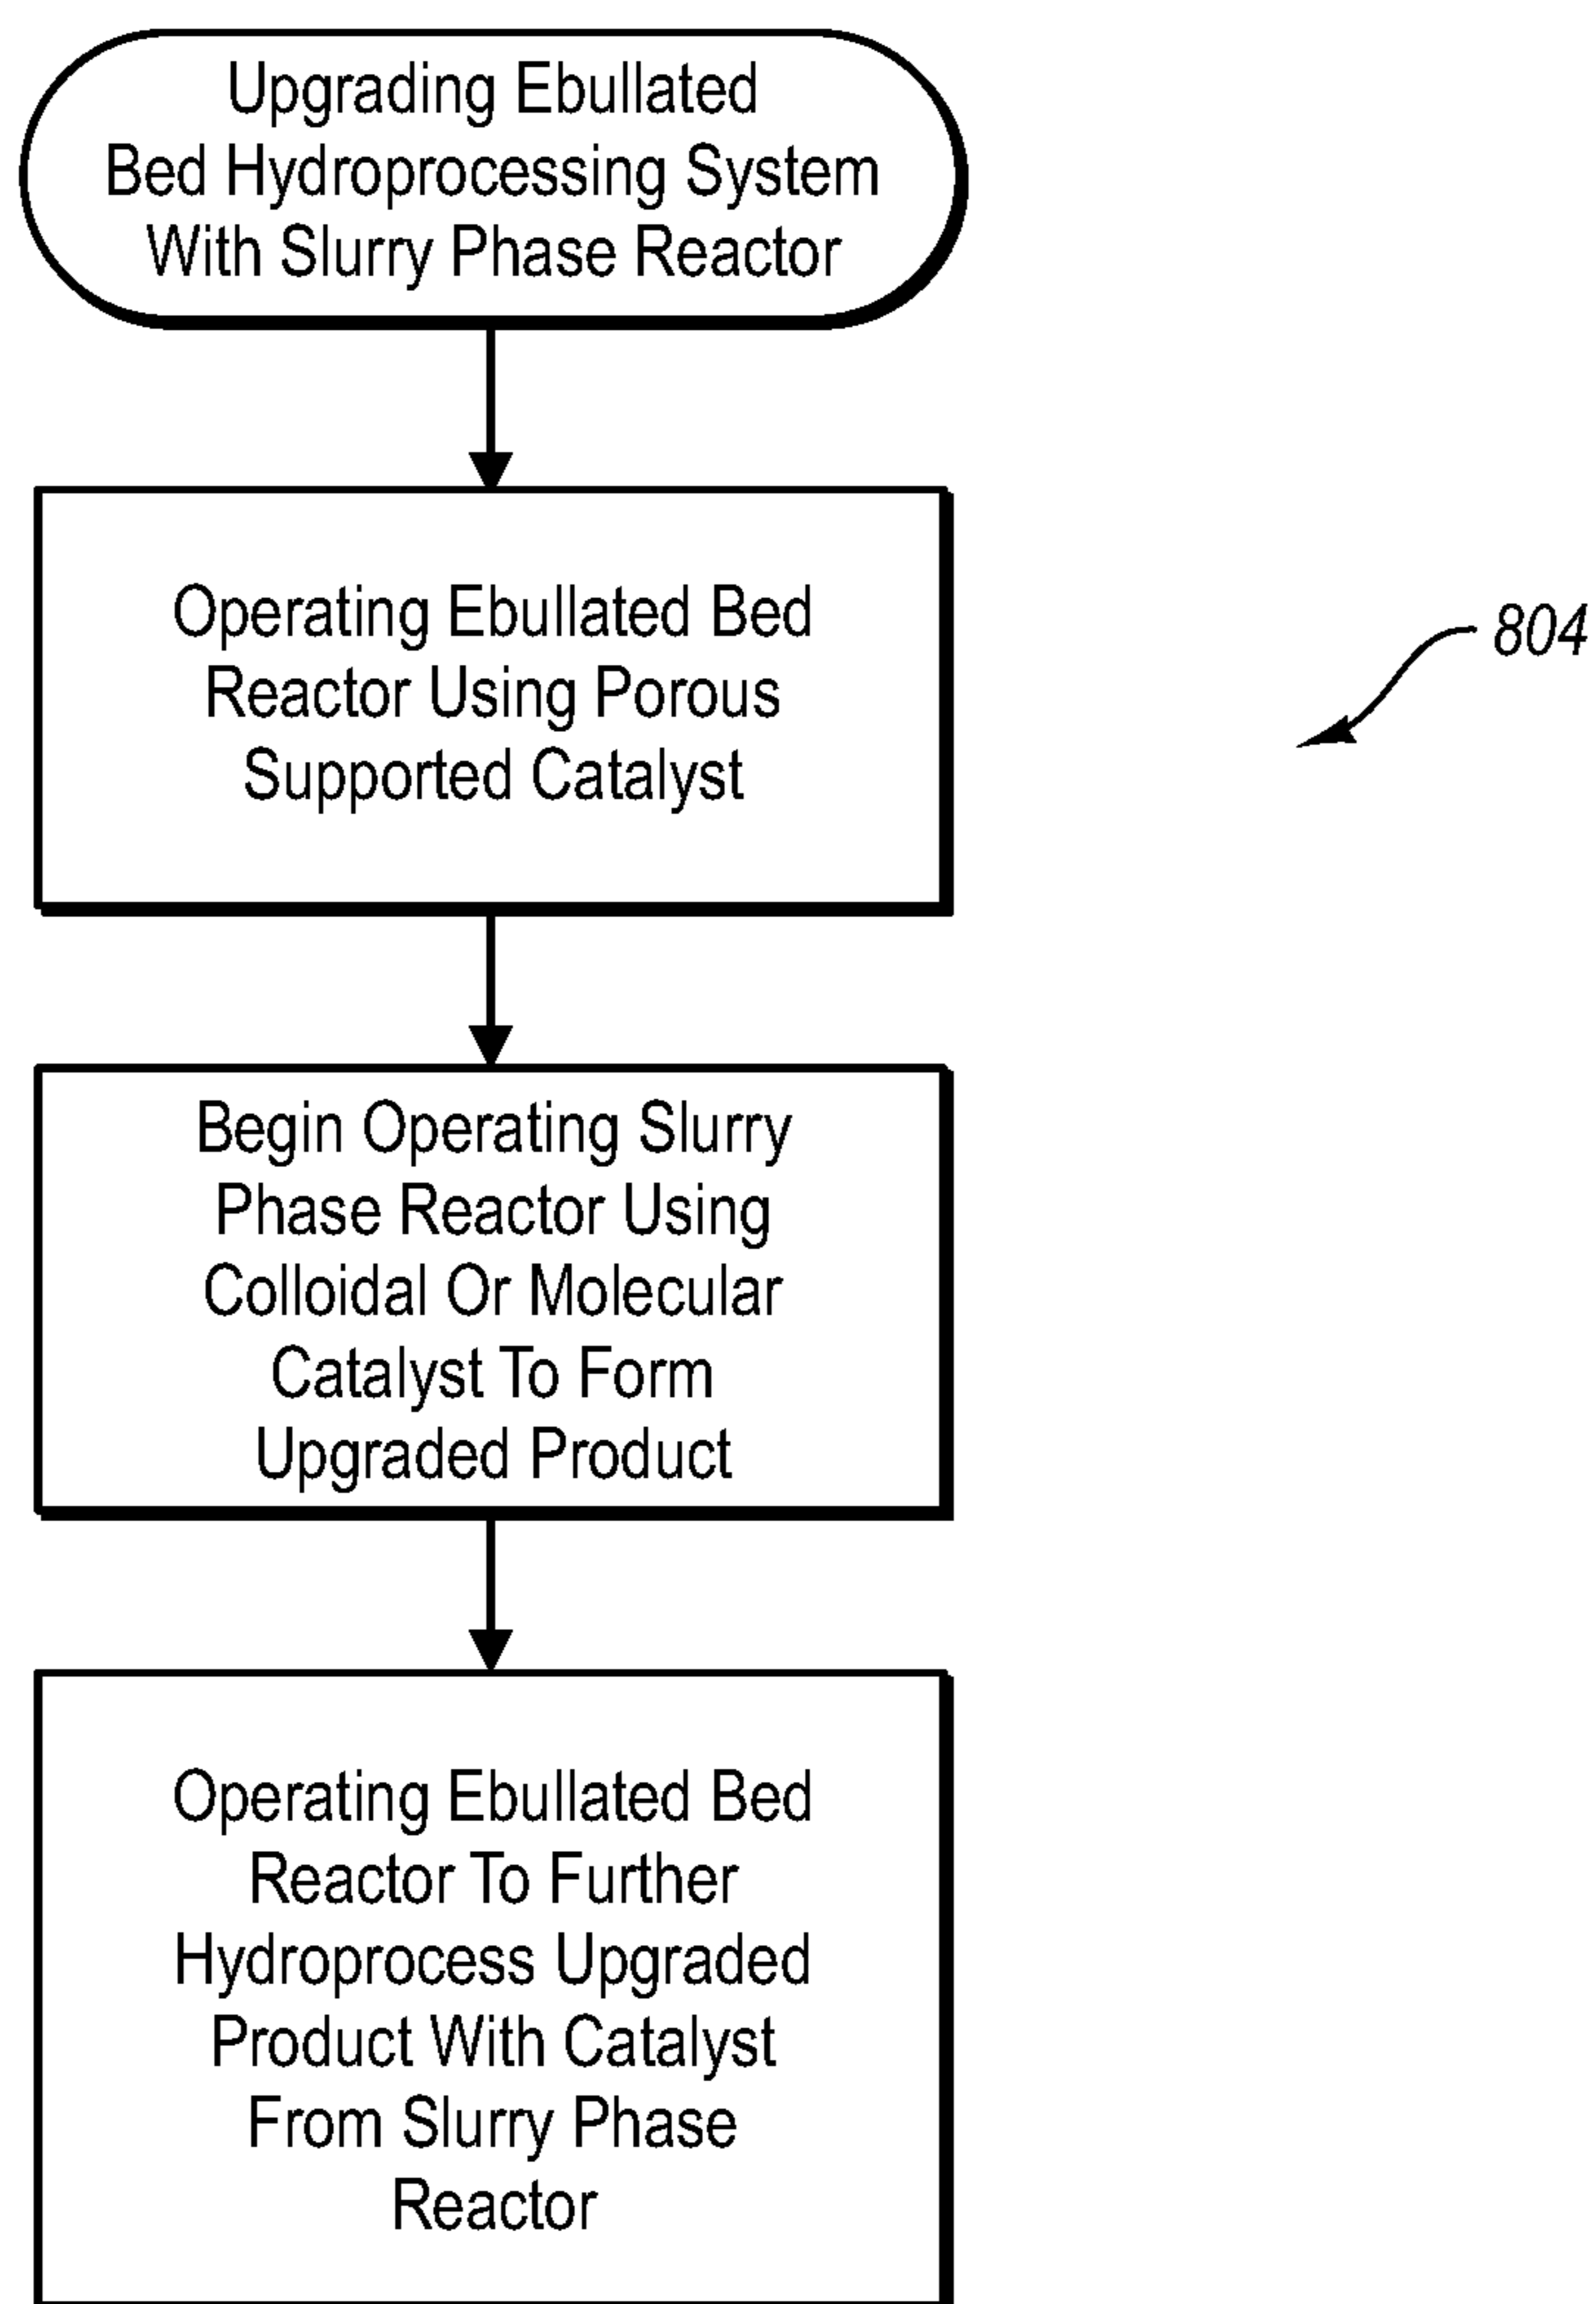 Upgrading Ebullated
Bed Hydroprocessing System
With Slurry Phase Reactor
Operating Ebullated Bed
Reactor Using Porous
Supported Catalyst
804
Begin Operating Slurry
Phase Reactor Using
Colloidal Or Molecular
Catalyst To Form
Upgraded Product
Operating Ebullated Bed
Reactor To Further
Hydroprocess Upgraded
Product With Catalyst
From Slurry Phase
Reactor